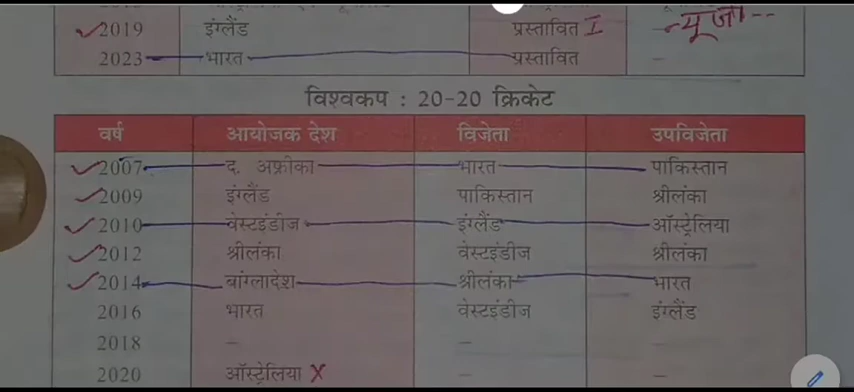 2019 इंग्लैंड प्रस्तावित I
2023 भारत प्रस्तावित –
विश्वकप : 20-20 क्रिकेट
वर्ष आयोजक देश विजेता उपविजेता
2007 द. अफ्रीका भारत पाकिस्तान
2009 इंग्लैंड पाकिस्तान श्रीलंका
2010 वेस्टइंडीज इंग्लैंड ऑस्ट्रेलिया
2012 श्रीलंका वेस्टइंडीज श्रीलंका
2014 बांग्लादेश श्रीलंका भारत
2016 भारत वेस्टइंडीज इंग्लैंड
2018 – – –
2020 ऑस्ट्रेलिया X – –